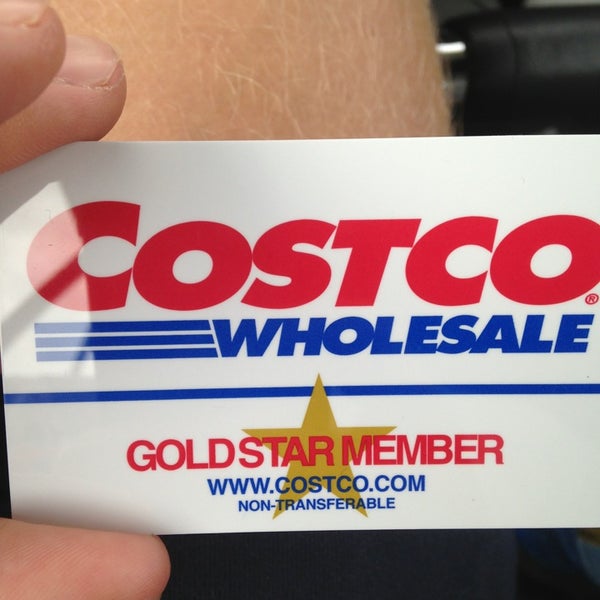 COSTCO®
WHOLESALE
GOLD STAR MEMBER
WWW.COSTCO.COM
NON-TRANSFERABLE